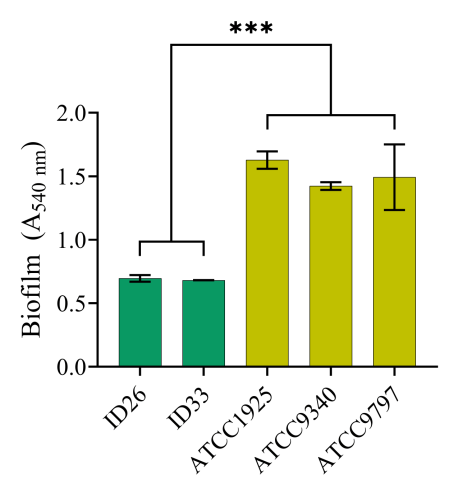 ***
Biofilm (A540 nm)
2.0
1.5
1.0
0.5
0.0
ID26
ID33
ATCC1925
ATCC9340
ATCC9797